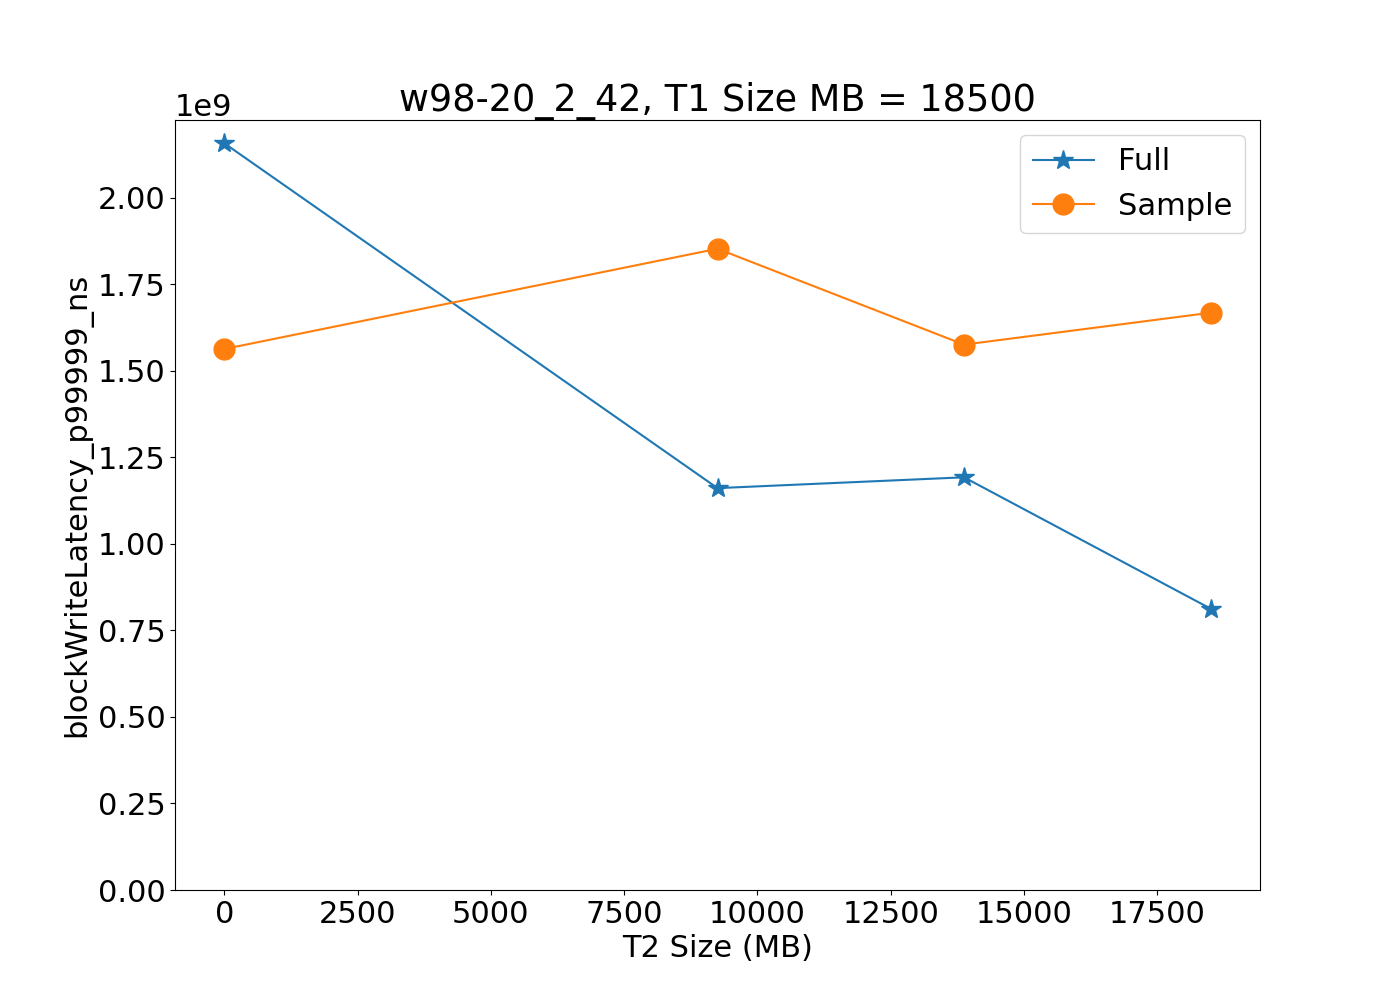 w98-20_2_42, T1 Size MB = 18500
1e9
Full
Sample
2.00
1.75
1.50
1.25
1.00
0.75
0.50
0.25
0.00
blockWriteLatency_p99999_ns
0 2500 5000 7500 10000 12500 15000 17500
T2 Size (MB)